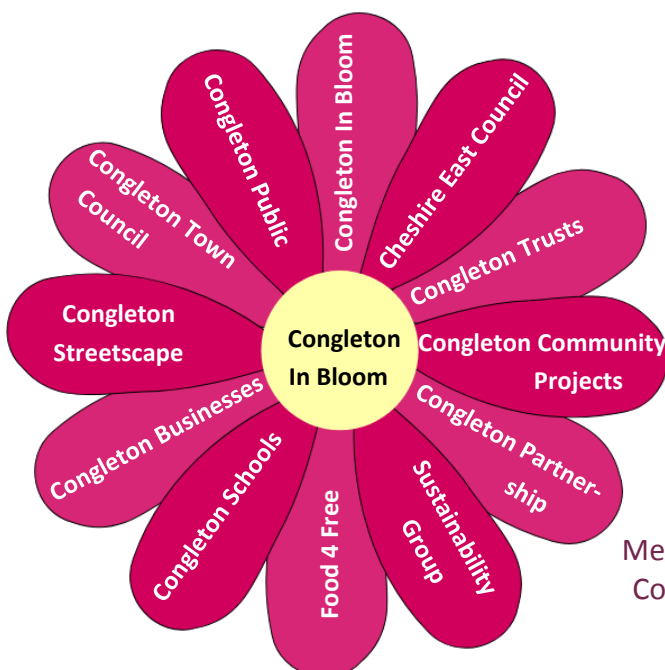 Congleton In Bloom
Cheshire East Council
Congleton Trusts
Congleton Community
Projects
Congleton Partner-
ship
Sustainability
Group
Food 4 Free
Congleton Schools
Congleton Businesses
Congleton
Streetscape
Congleton Town
Council
Congleton Public
Congleton
In Bloom